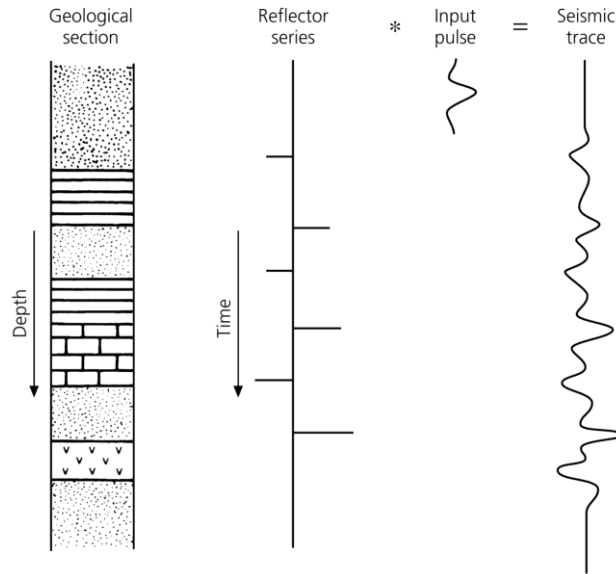 Geological
section
Reflector
series
*
Input
pulse
=
Seismic
trace
Depth
Time